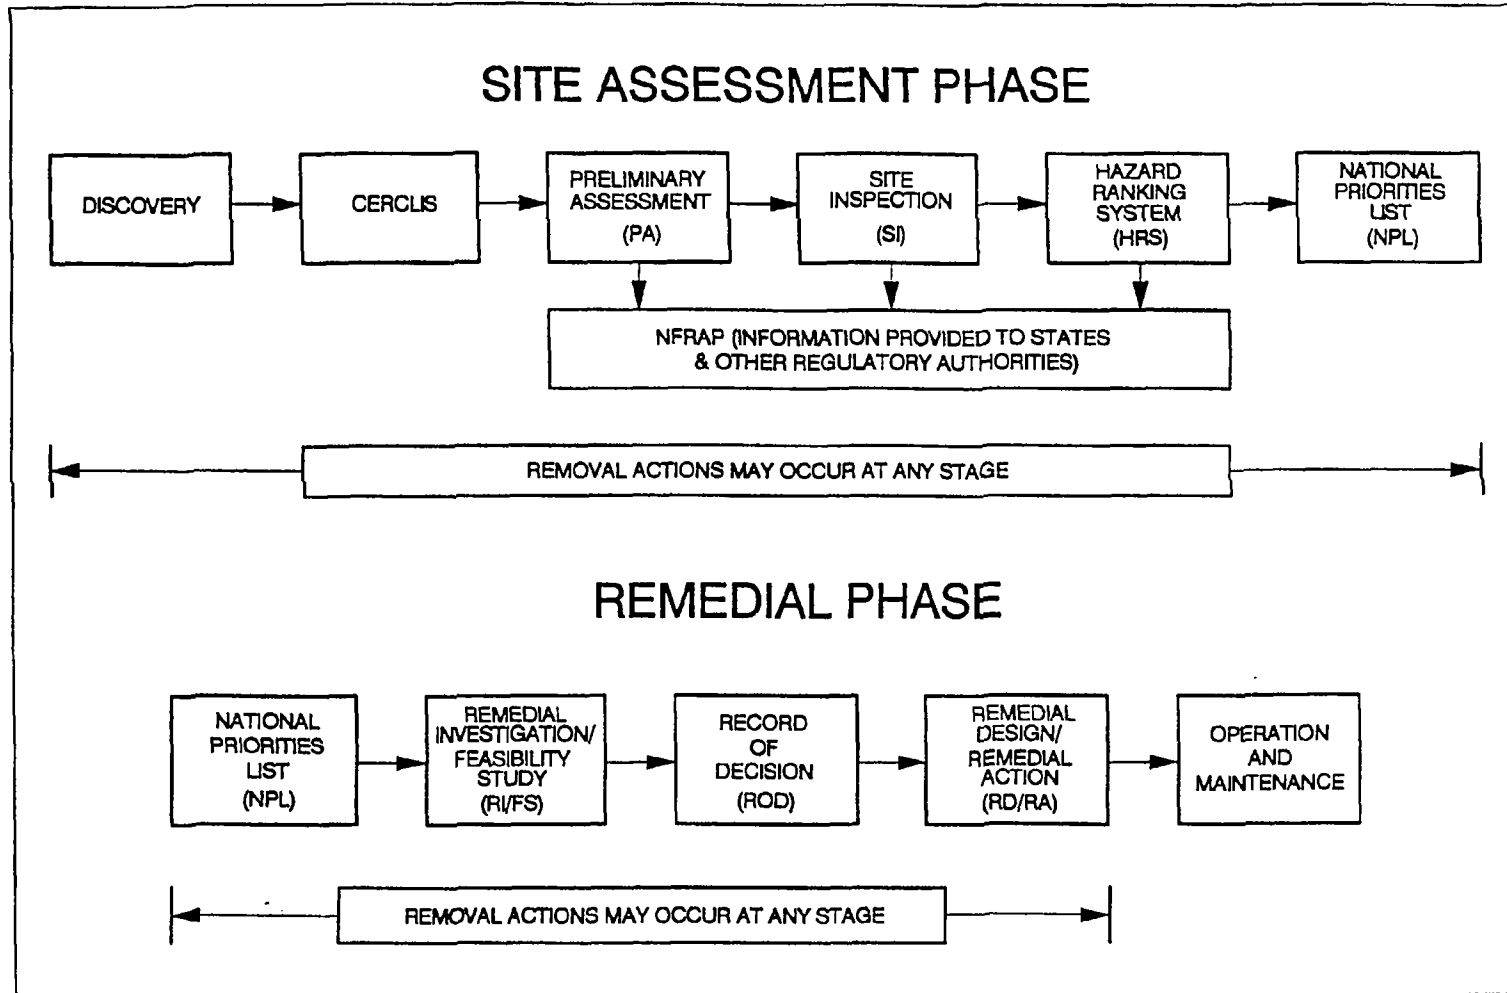 SITE ASSESSMENT PHASE
DISCOVERY
CERCLIS
PRELIMINARY
ASSESSMENT
(PA)
SITE
INSPECTION
(SI)
HAZARD
RANKING
SYSTEM
(HRS)
NATIONAL
PRIORITIES
LIST
(NPL)
NFRAP (INFORMATION PROVIDED TO STATES
& OTHER REGULATORY AUTHORITIES)
REMOVAL ACTIONS MAY OCCUR AT ANY STAGE
REMEDIAL PHASE
NATIONAL
PRIORITIES
LIST
(NPL)
REMEDIAL
INVESTIGATION/
FEASIBILITY
STUDY
(RI/FS)
RECORD
OF
DECISION
(ROD)
REMEDIAL
DESIGN/
REMEDIAL
ACTION
(RD/RA)
OPERATION
AND
MAINTENANCE
REMOVAL ACTIONS MAY OCCUR AT ANY STAGE